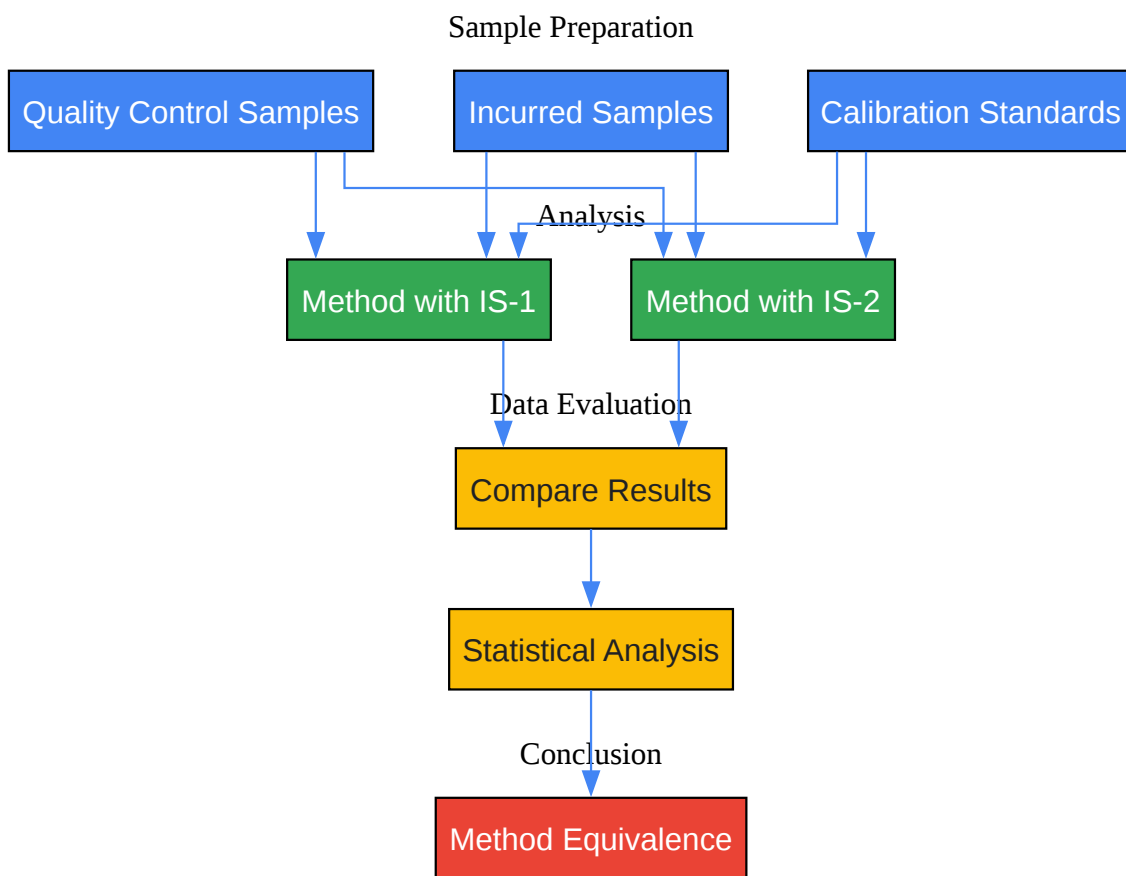 Sample Preparation
Quality Control Samples
Incurred Samples
Calibration Standards
Analysis
Method with IS-1
Method with IS-2
Data Evaluation
Compare Results
Statistical Analysis
Conclusion
Method Equivalence